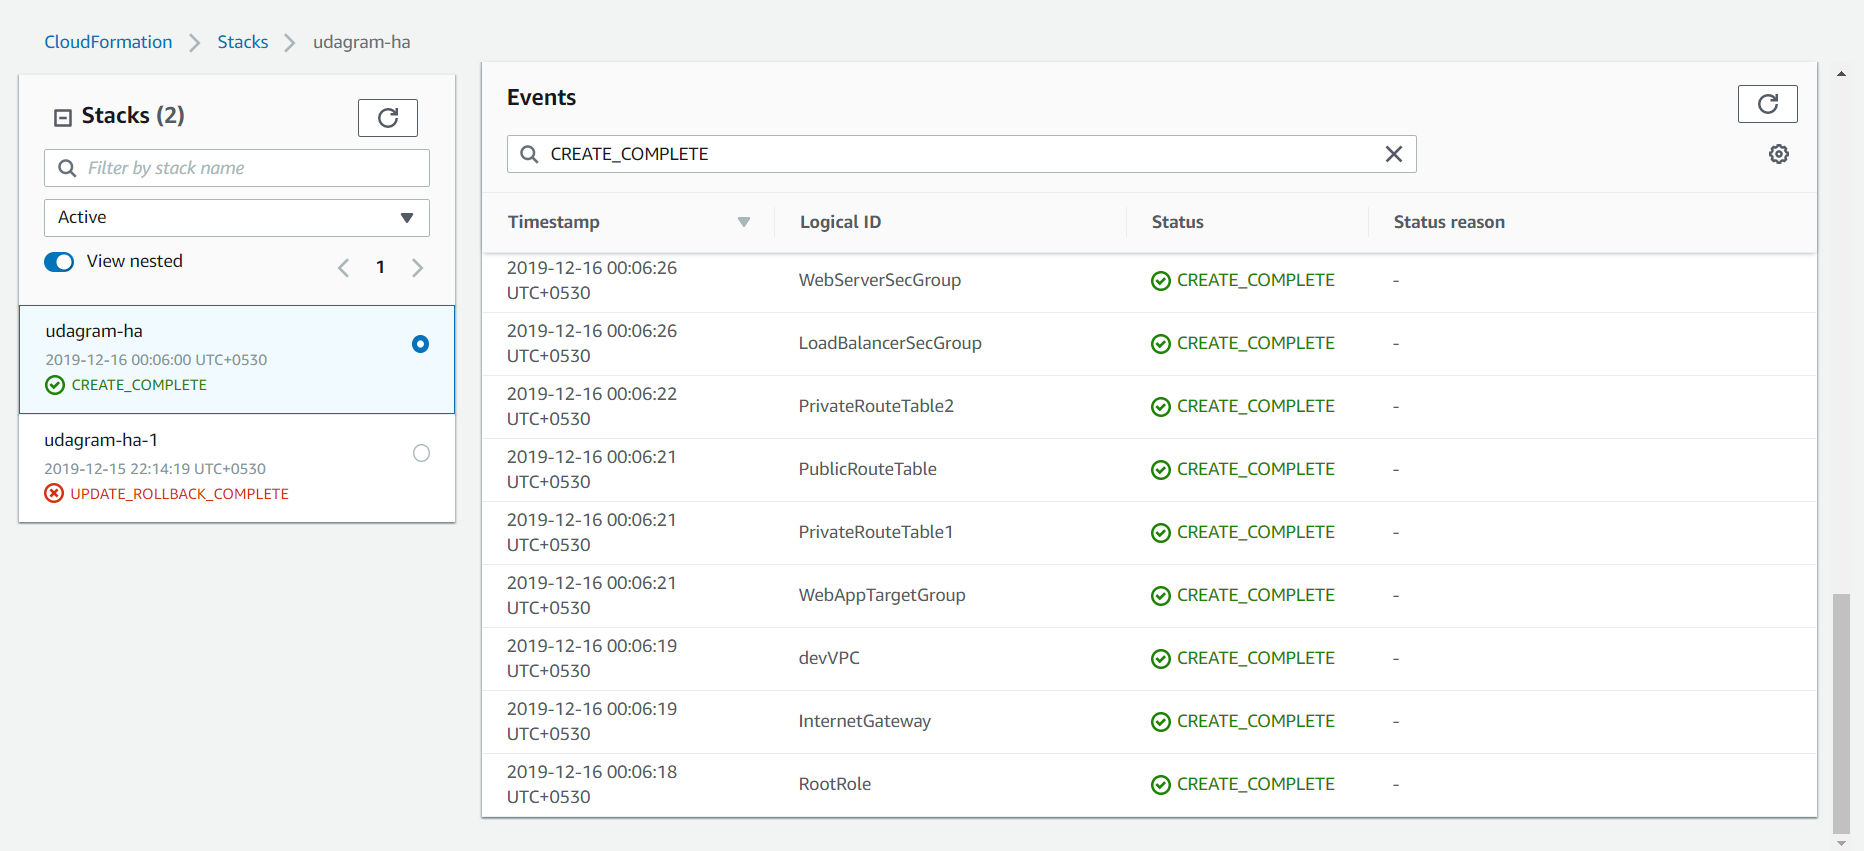 CloudFormation > Stacks > udagram-ha
Stacks (2)
Filter by stack name
Active
View nested
1
udagram-ha
2019-12-16 00:06:00 UTC+0530
CREATE_COMPLETE
udagram-ha-1
2019-12-15 22:14:19 UTC+0530
UPDATE_ROLLBACK_COMPLETE
Events
CREATE_COMPLETE
Timestamp Logical ID Status Status reason
2019-12-16 00:06:26
UTC+0530
WebServerSecGroup CREATE_COMPLETE -
2019-12-16 00:06:26
UTC+0530
LoadBalancerSecGroup CREATE_COMPLETE -
2019-12-16 00:06:22
UTC+0530
PrivateRouteTable2 CREATE_COMPLETE -
2019-12-16 00:06:21
UTC+0530
PublicRouteTable CREATE_COMPLETE -
2019-12-16 00:06:21
UTC+0530
PrivateRouteTable1 CREATE_COMPLETE -
2019-12-16 00:06:21
UTC+0530
WebAppTargetGroup CREATE_COMPLETE -
2019-12-16 00:06:19
UTC+0530
devVPC CREATE_COMPLETE -
2019-12-16 00:06:19
UTC+0530
InternetGateway CREATE_COMPLETE -
2019-12-16 00:06:18
UTC+0530
RootRole CREATE_COMPLETE -